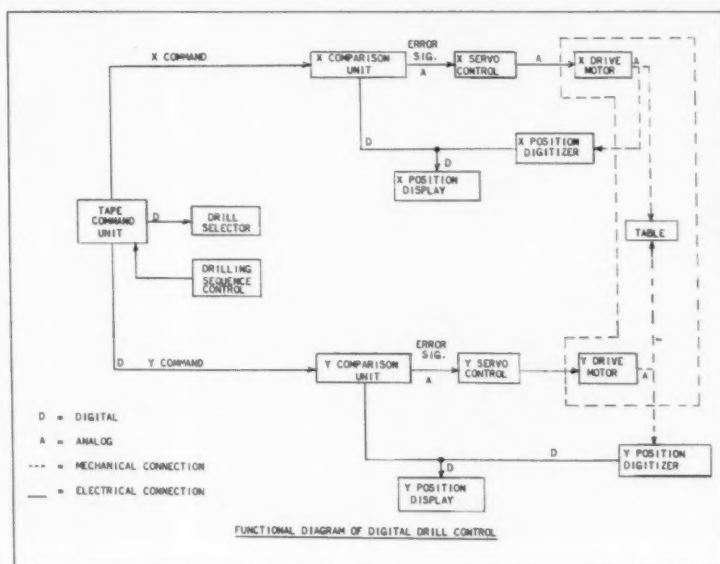 X COMMAND
X COMPARISON
UNIT
ERROR
SIG.
A
X SERVO
CONTROL
A
X DRIVE
MOTOR
A
D
X POSITION
DIGITIZER
D
X POSITION
DISPLAY
TAPE
COMMAND
UNIT
D
DRILL
SELECTOR
DRILLING
SEQUENCE
CONTROL
TABLE
D
Y COMMAND
Y COMPARISON
UNIT
ERROR
SIG.
A
Y SERVO
CONTROL
Y DRIVE
MOTOR
A
D
D
Y POSITION
DIGITIZER
Y POSITION
DISPLAY
D = DIGITAL
A = ANALOG
--- = MECHANICAL CONNECTION
— = ELECTRICAL CONNECTION
FUNCTIONAL DIAGRAM OF DIGITAL DRILL CONTROL